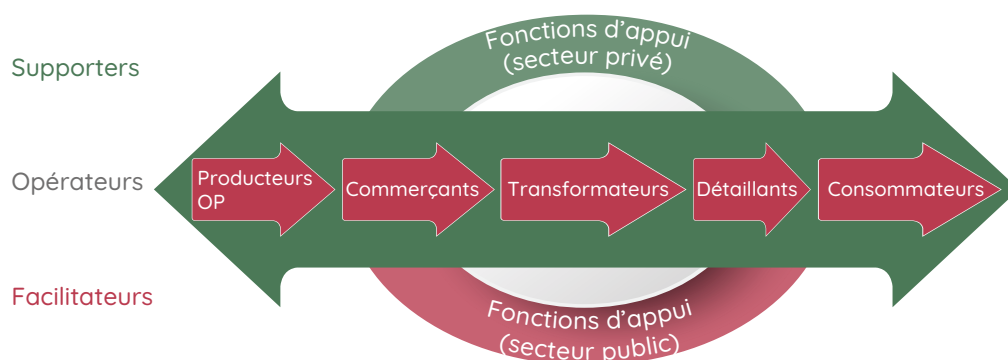 Fonctions d’appui
(secteur privé)
Supporters
Opérateurs
Producteurs
OP
Commerçants
Transformateurs
Détaillants
Consommateurs
Facilitateurs
Fonctions d’appui
(secteur public)